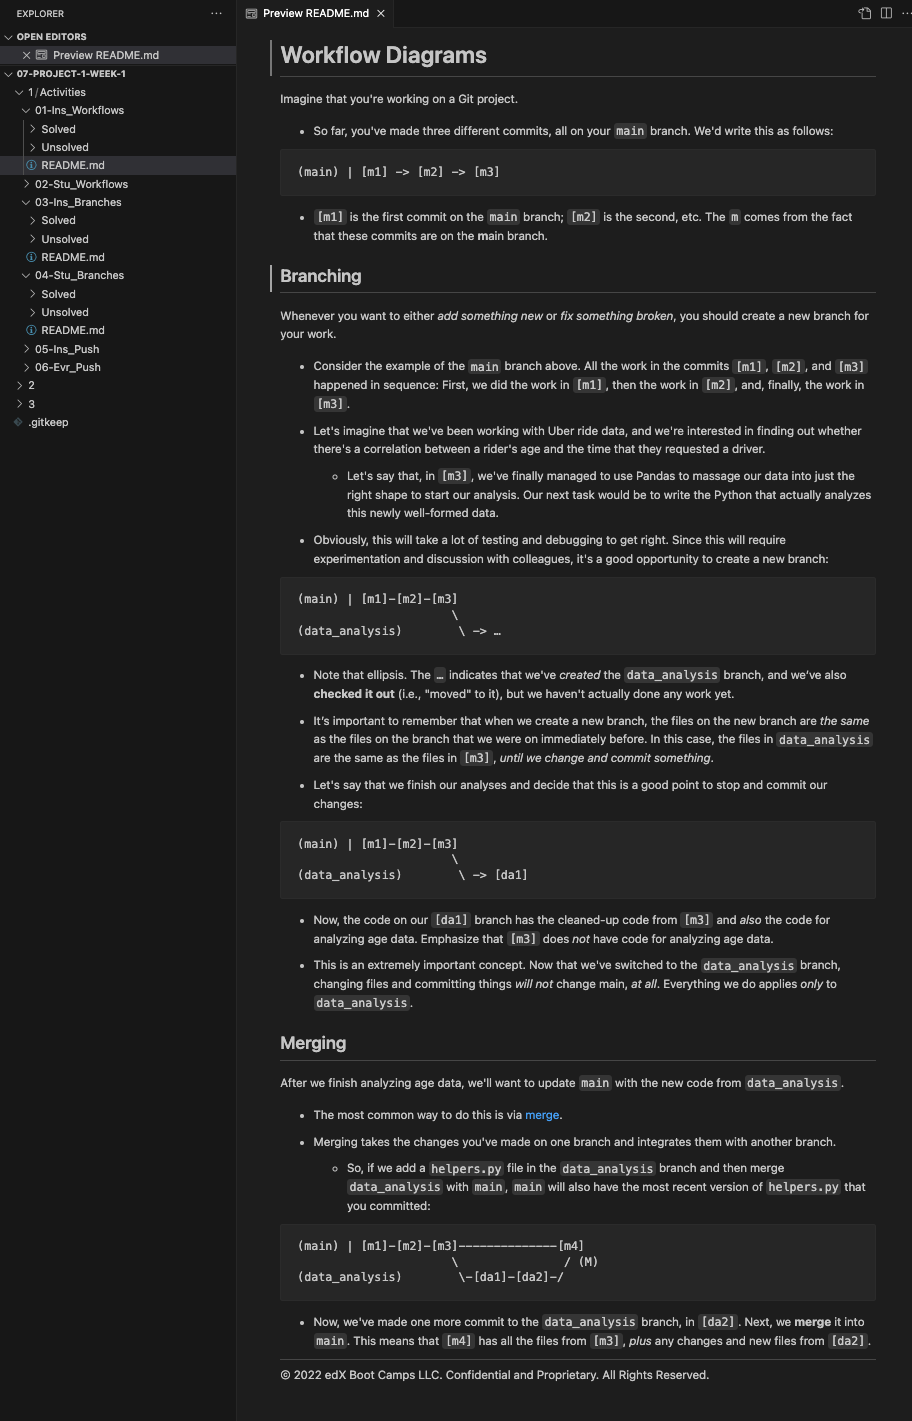 EXPLORER
OPEN EDITORS
Preview README.md
07-PROJECT-1-WEEK-1
1/Activities
01-Ins_Workflows
Solved
Unsolved
README.md
02-Stu_Workflows
03-Ins_Branches
Solved
Unsolved
README.md
04-Stu_Branches
Solved
Unsolved
README.md
05-Ins_Push
06-Evr_Push
2
3
.gitkeep
Preview README.md
Workflow Diagrams
Imagine that you're working on a Git project.
• So far, you've made three different commits, all on your main branch. We'd write this as follows:
(main) | [m1] -> [m2] -> [m3]
• [m1] is the first commit on the main branch; [m2] is the second, etc. The m comes from the fact
that these commits are on the main branch.
Branching
Whenever you want to either add something new or fix something broken, you should create a new branch for
your work.
• Consider the example of the main branch above. All the work in the commits [m1], [m2], and [m3]
happened in sequence: First, we did the work in [m1], then the work in [m2], and, finally, the work in
[m3].
• Let's imagine that we've been working with Uber ride data, and we're interested in finding out whether
there's a correlation between a rider's age and the time that they requested a driver.
◦ Let's say that, in [m3], we've finally managed to use Pandas to massage our data into just the
right shape to start our analysis. Our next task would be to write the Python that actually analyzes
this newly well-formed data.
• Obviously, this will take a lot of testing and debugging to get right. Since this will require
experimentation and discussion with colleagues, it's a good opportunity to create a new branch:
(main) | [m1]-[m2]-[m3]
\
(data_analysis) \ -> …
• Note that ellipsis. The … indicates that we've created the data_analysis branch, and we've also
checked it out (i.e., "moved" to it), but we haven't actually done any work yet.
• It's important to remember that when we create a new branch, the files on the new branch are the same
as the files on the branch that we were on immediately before. In this case, the files in data_analysis
are the same as the files in [m3], until we change and commit something.
• Let's say that we finish our analyses and decide that this is a good point to stop and commit our
changes:
(main) | [m1]-[m2]-[m3]
\
(data_analysis) \ -> [da1]
• Now, the code on our [da1] branch has the cleaned-up code from [m3] and also the code for
analyzing age data. Emphasize that [m3] does not have code for analyzing age data.
• This is an extremely important concept. Now that we've switched to the data_analysis branch,
changing files and committing things will not change main, at all. Everything we do applies only to
data_analysis.
Merging
After we finish analyzing age data, we'll want to update main with the new code from data_analysis.
• The most common way to do this is via merge.
• Merging takes the changes you've made on one branch and integrates them with another branch.
◦ So, if we add a helpers.py file in the data_analysis branch and then merge
data_analysis with main, main will also have the most recent version of helpers.py that
you committed:
(main) | [m1]-[m2]-[m3]--------------[m4]
\ / (M)
(data_analysis) \-[da1]-[da2]-/
• Now, we've made one more commit to the data_analysis branch, in [da2]. Next, we merge it into
main. This means that [m4] has all the files from [m3], plus any changes and new files from [da2].
© 2022 edX Boot Camps LLC. Confidential and Proprietary. All Rights Reserved.